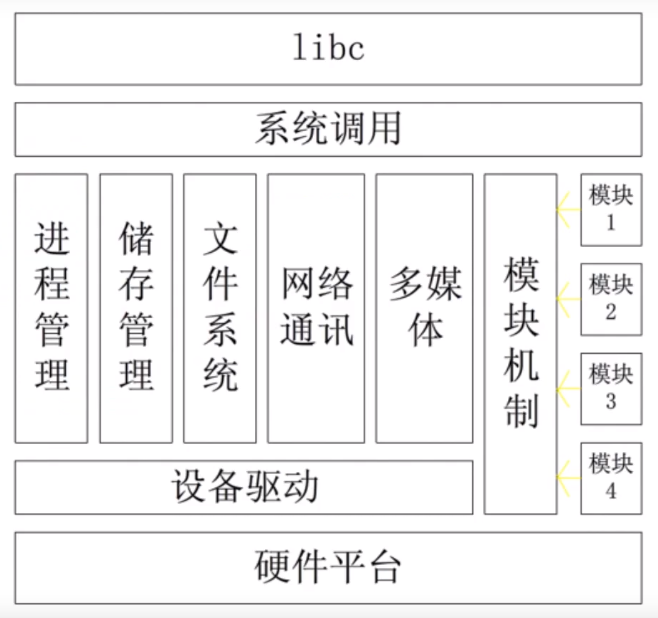 libc
系统调用
进程管理
储存管理
文件系统
网络
通讯
多媒
体
模块机制
模块
1
模块
2
模块
3
模块
4
设备驱动
硬件平台